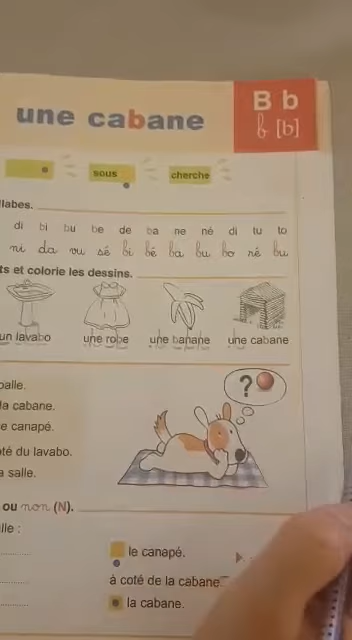 une cabane
B b
b [b]
sous cherche
llabes.
di bi bu be de ba ne né di tu to
ni da vu sé bi bé ba bu bo né bu
ts et colorie les dessins.
un lavabo une robe une banane une cabane
balle.
la cabane.
e canapé.
té du lavabo.
a salle.
?
ou non (N).
lle :
le canapé.
à coté de la cabane.
la cabane.